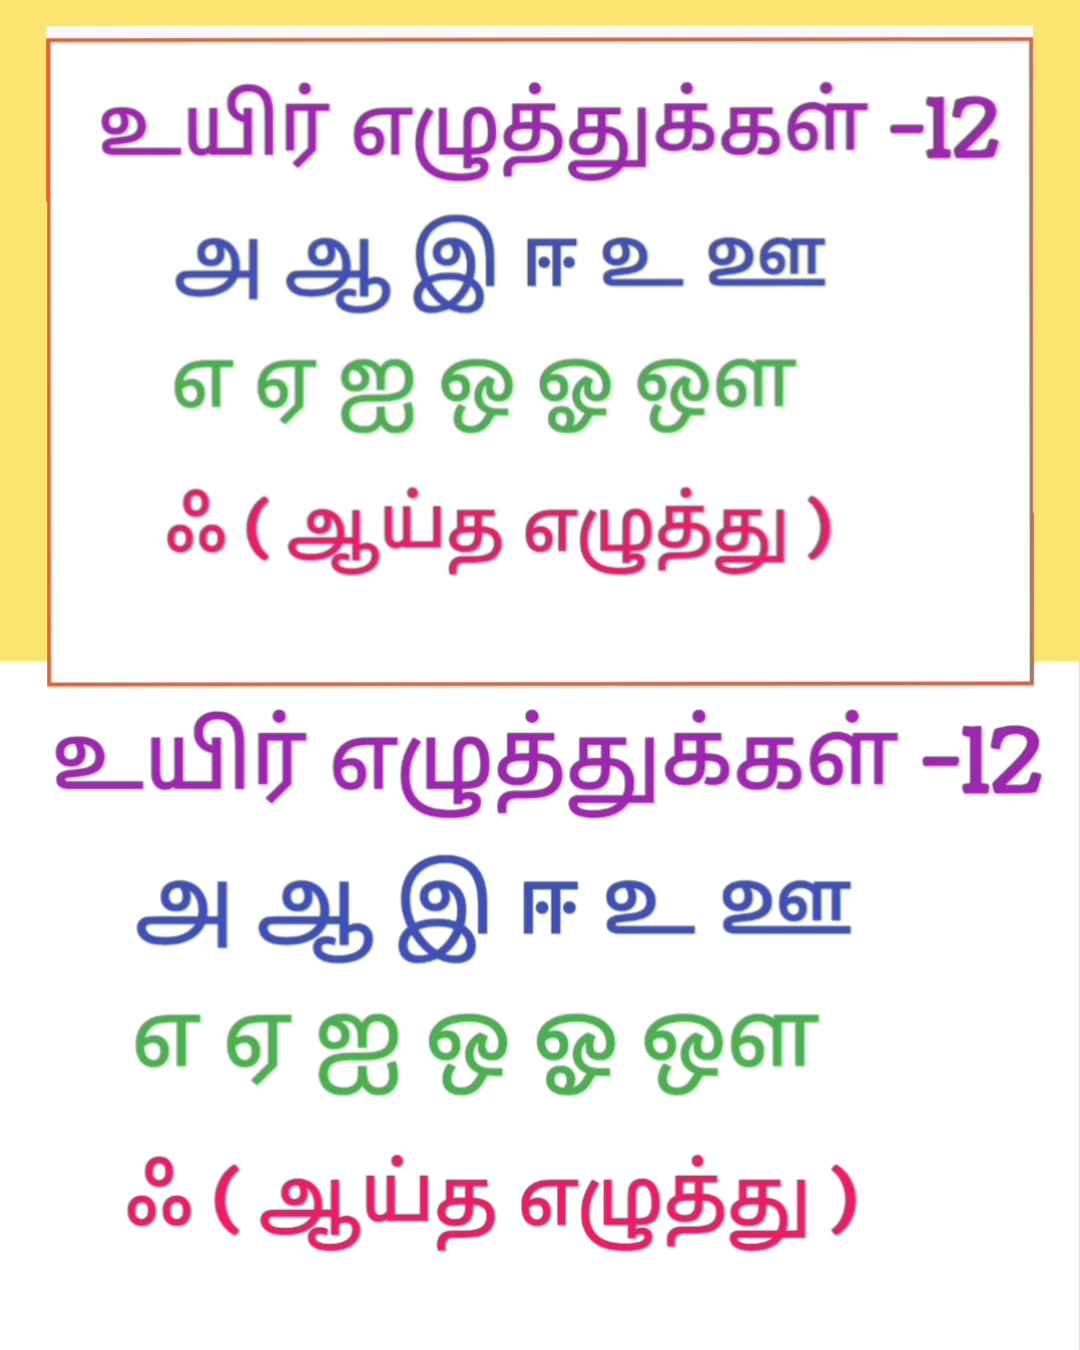 உயிர் எழுத்துக்கள் -12
அ ஆ இ ஈ உ ஊ
எ ஏ ஐ ஒ ஓ ஔ
ஃ ( ஆய்த எழுத்து )
உயிர் எழுத்துக்கள் -12
அ ஆ இ ஈ உ ஊ
எ ஏ ஐ ஒ ஓ ஔ
ஃ ( ஆய்த எழுத்து )